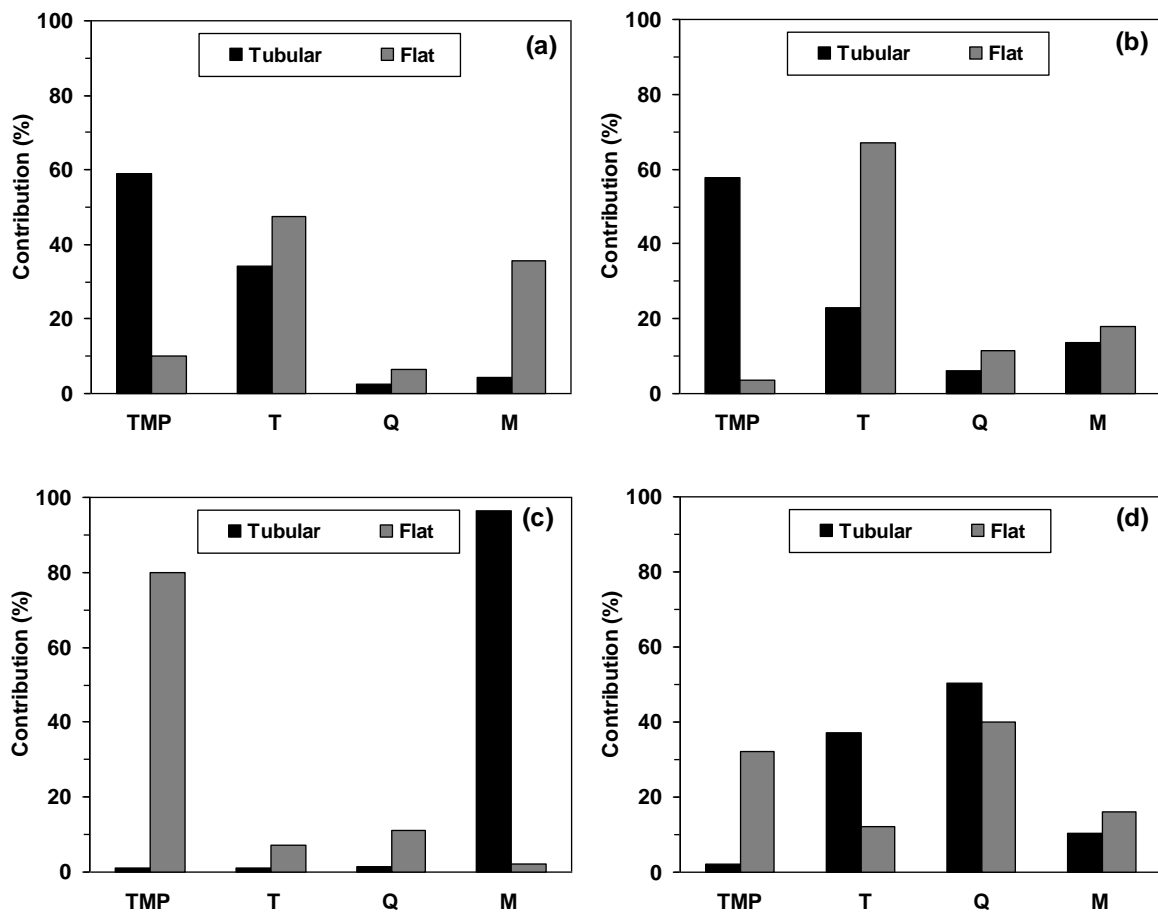 (a)
Tubular Flat
100
80
60
40
20
0
Contribution (%)
TMP T Q M
(b)
Tubular Flat
100
80
60
40
20
0
Contribution (%)
TMP T Q M
(c)
Tubular Flat
100
80
60
40
20
0
Contribution (%)
TMP T Q M
(d)
Tubular Flat
100
80
60
40
20
0
Contribution (%)
TMP T Q M